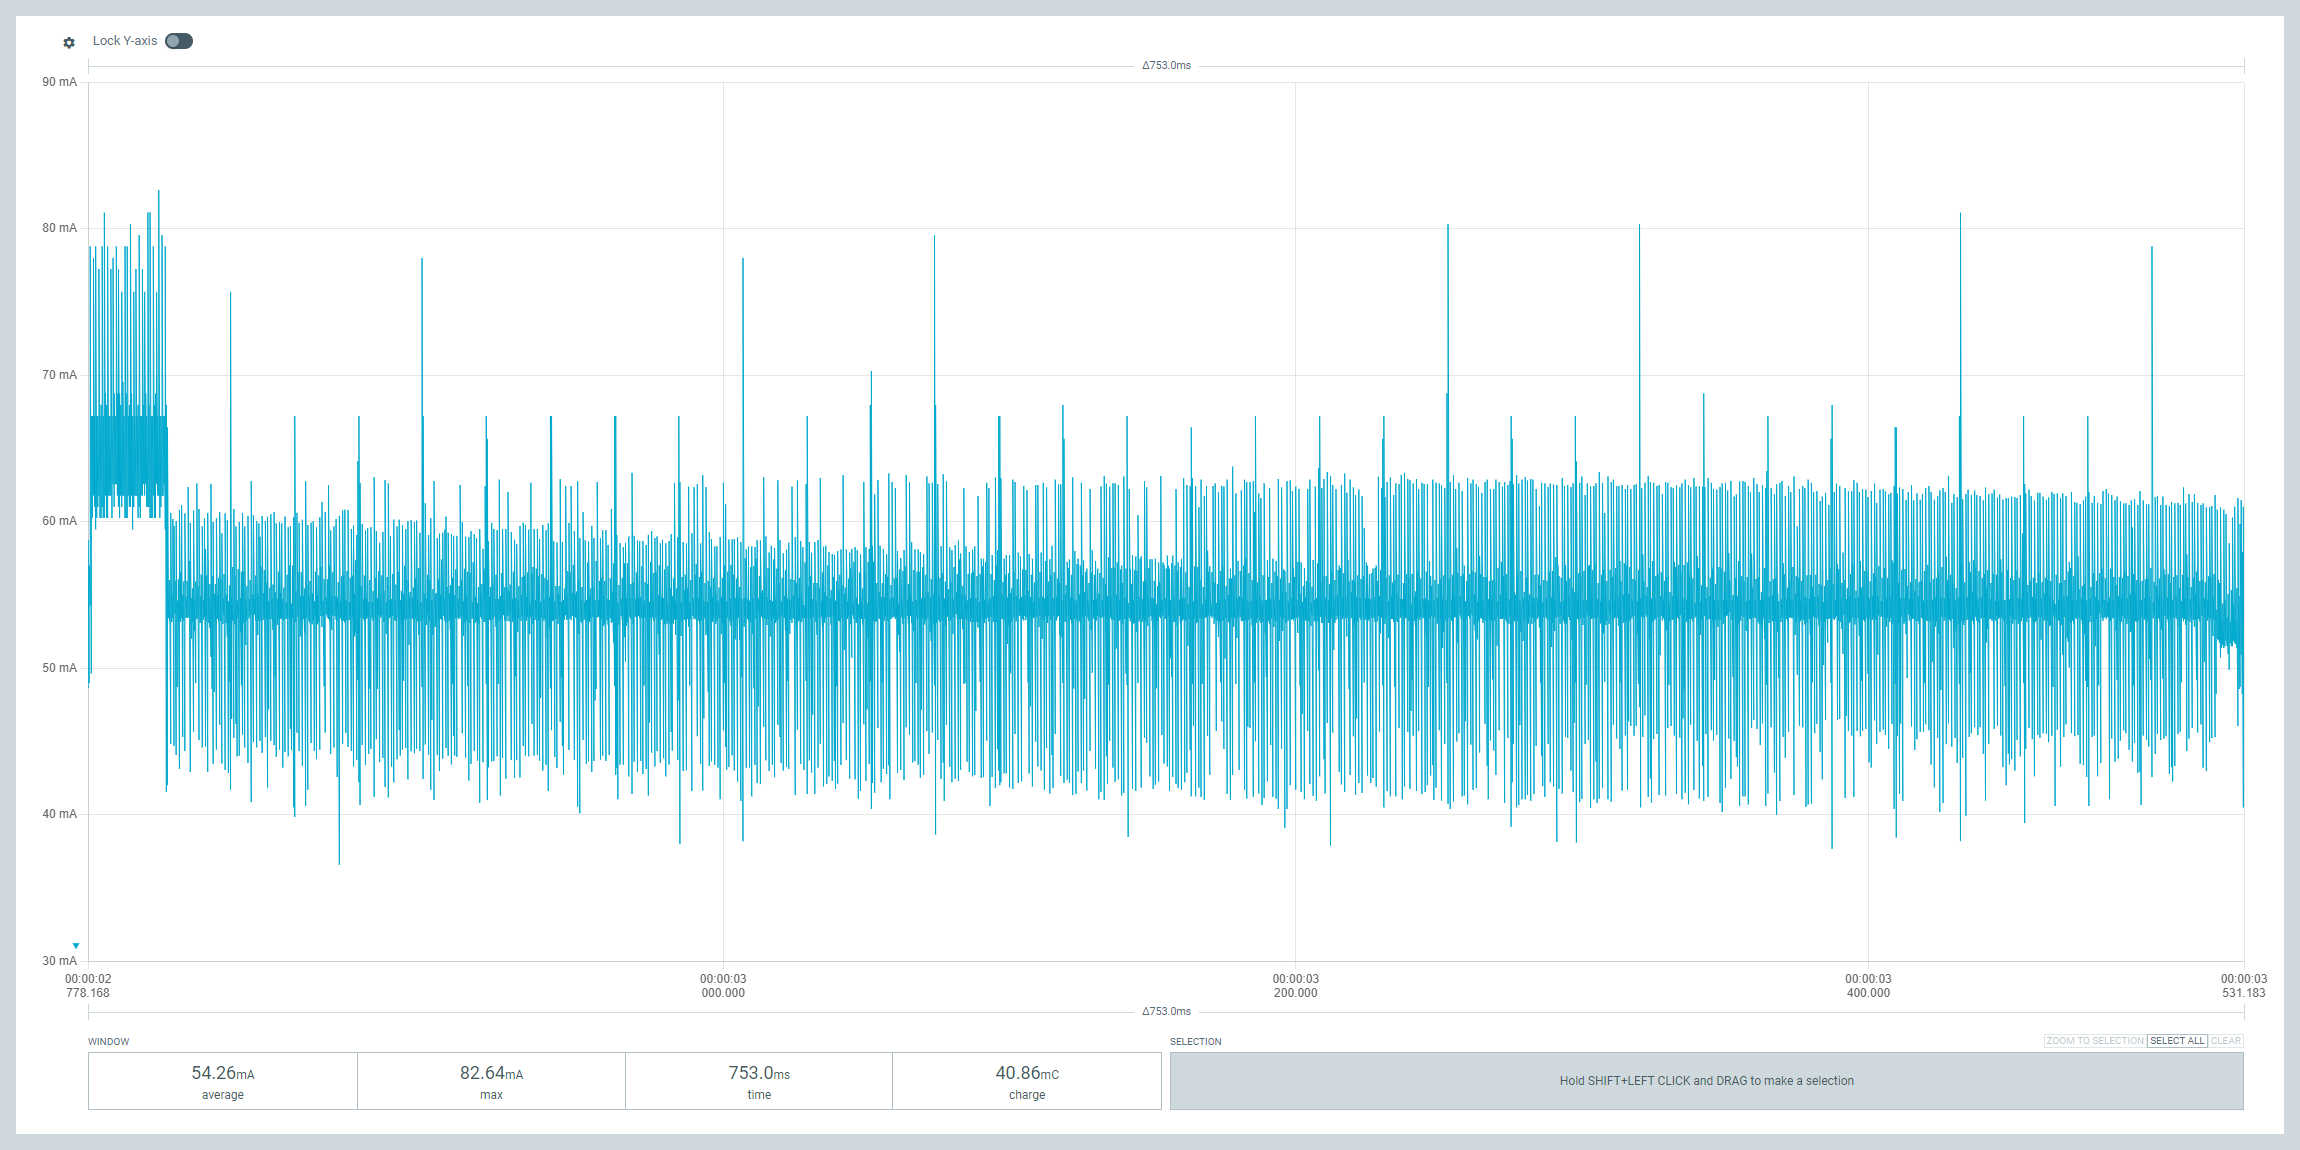 Lock Y-axis
Δ753.0ms
90 mA
80 mA
70 mA
60 mA
50 mA
40 mA
30 mA
00:00:02
778.168
00:00:03
000.000
00:00:03
200.000
00:00:03
400.000
00:00:03
531.183
Δ753.0ms
WINDOW
54.26mA
average
82.64mA
max
753.0ms
time
40.86mC
charge
SELECTION
ZOOM TO SELECTION SELECT ALL CLEAR
Hold SHIFT+LEFT CLICK and DRAG to make a selection